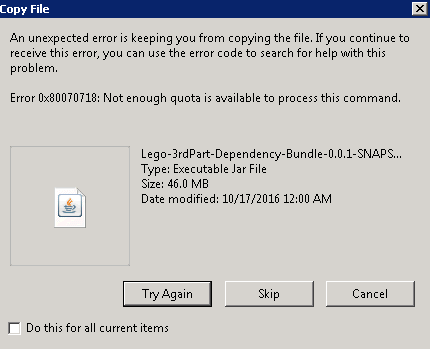 Copy File
An unexpected error is keeping you from copying the file. If you continue to
receive this error, you can use the error code to search for help with this
problem.
Error 0x80070718: Not enough quota is available to process this command.
Lego-3rdPart-Dependency-Bundle-0.0.1-SNAPS...
Type: Executable Jar File
Size: 46.0 MB
Date modified: 10/17/2016 12:00 AM
Try Again
Skip
Cancel
Do this for all current items